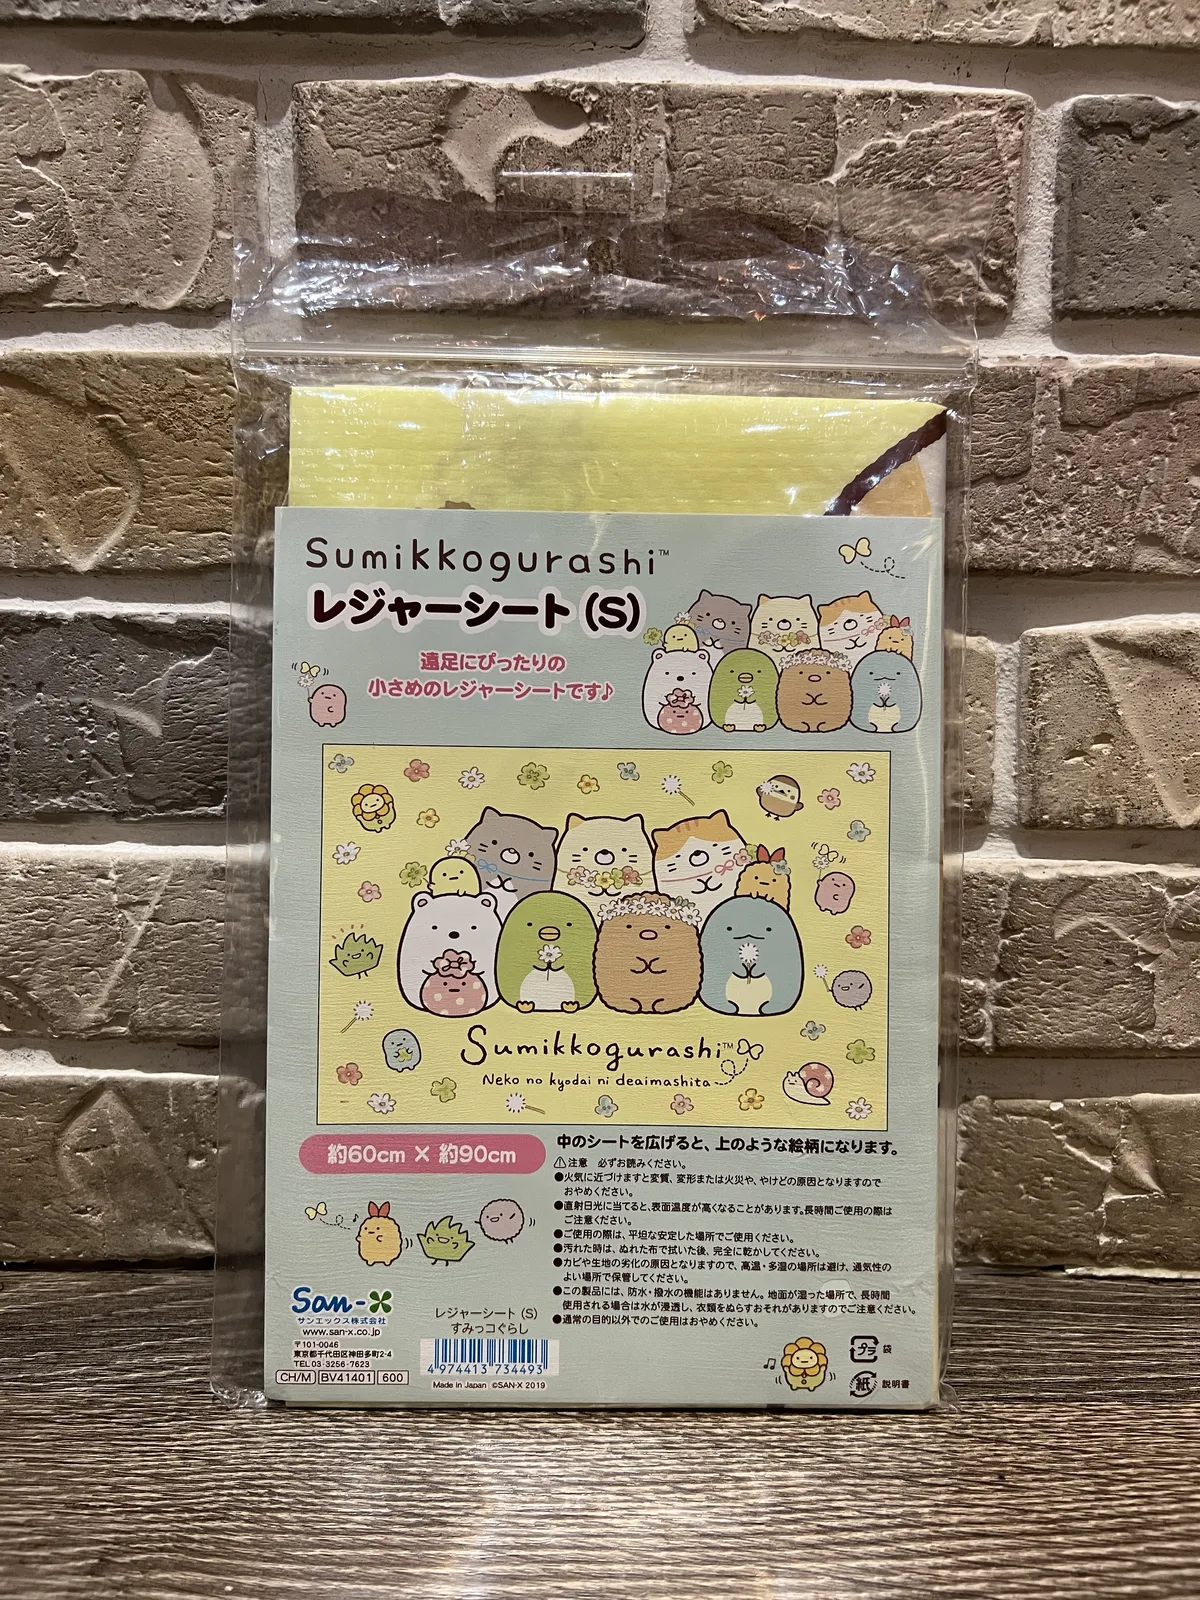 Sumikkogurashi™
レジャーシート(S)
遠足にぴったりの
小さめのレジャーシートです♪
Sumikkogurashi™
Neko no kyodai ni deaimashita
約60cm × 約90cm
中のシートを広げると、上のような絵柄になります。
⚠注意 必ずお読みください。
●火気に近づけますと変質、変形または火災や、やけどの原因となりますので
おやめください。
●直射日光に当てると、表面温度が高くなることがあります。長時間ご使用の際は
ご注意ください。
●ご使用の際は、平坦な安定した場所でご使用ください。
●汚れた時は、ぬれた布で拭いた後、完全に乾かしてください。
●カビや生地の劣化の原因となりますので、高温・多湿の場所は避け、通気性の
よい場所で保管してください。
●この製品には、防水・撥水の機能はありません。地面が湿った場所で、長時間
使用される場合は水が浸透し、衣類をぬらすおそれがありますのでご注意ください。
●通常の目的以外でのご使用はおやめください。
San-X
サンエックス株式会社
www.san-x.co.jp
〒101-0046
東京都千代田区神田多町2-4
TEL 03-3256-7623
CH/M BV41401 600
レジャーシート(S)
すみっコぐらし
4 974413 734493
Made in Japan ©SAN-X 2019
プラ 袋
紙 説明書